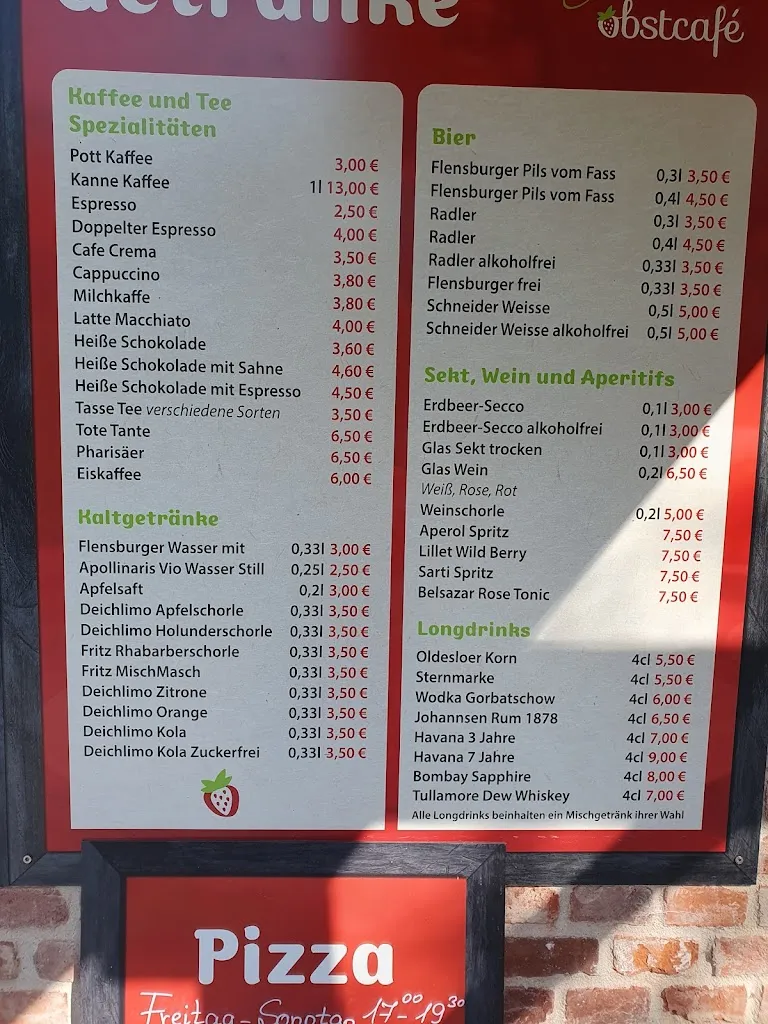 Getränke
obstcafé
Kaffee und Tee
Spezialitäten
Pott Kaffee 3,00 €
Kanne Kaffee 1l 13,00 €
Espresso 2,50 €
Doppelter Espresso 4,00 €
Cafe Crema 3,50 €
Cappuccino 3,80 €
Milchkaffe 3,80 €
Latte Macchiato 4,00 €
Heiße Schokolade 3,60 €
Heiße Schokolade mit Sahne 4,60 €
Heiße Schokolade mit Espresso 4,50 €
Tasse Tee verschiedene Sorten 3,50 €
Tote Tante 6,50 €
Pharisäer 6,50 €
Eiskaffee 6,00 €
Kaltgetränke
Flensburger Wasser mit 0,33l 3,00 €
Apollinaris Vio Wasser Still 0,25l 2,50 €
Apfelsaft 0,2l 3,00 €
Deichlimo Apfelschorle 0,33l 3,50 €
Deichlimo Holunderschorle 0,33l 3,50 €
Fritz Rhabarberschorle 0,33l 3,50 €
Fritz MischMasch 0,33l 3,50 €
Deichlimo Zitrone 0,33l 3,50 €
Deichlimo Orange 0,33l 3,50 €
Deichlimo Kola 0,33l 3,50 €
Deichlimo Kola Zuckerfrei 0,33l 3,50 €
Bier
Flensburger Pils vom Fass 0,3l 3,50 €
Flensburger Pils vom Fass 0,4l 4,50 €
Radler 0,3l 3,50 €
Radler 0,4l 4,50 €
Radler alkoholfrei 0,33l 3,50 €
Flensburger frei 0,33l 3,50 €
Schneider Weisse 0,5l 5,00 €
Schneider Weisse alkoholfrei 0,5l 5,00 €
Sekt, Wein und Aperitifs
Erdbeer-Secco 0,1l 3,00 €
Erdbeer-Secco alkoholfrei 0,1l 3,00 €
Glas Sekt trocken 0,1l 3,00 €
Glas Wein 0,2l 6,50 €
Weiß, Rose, Rot
Weinschorle 0,2l 5,00 €
Aperol Spritz 7,50 €
Lillet Wild Berry 7,50 €
Sarti Spritz 7,50 €
Belsazar Rose Tonic 7,50 €
Longdrinks
Oldesloer Korn 4cl 5,50 €
Sternmarke 4cl 5,50 €
Wodka Gorbatschow 4cl 6,00 €
Johannsen Rum 1878 4cl 6,50 €
Havana 3 Jahre 4cl 7,00 €
Havana 7 Jahre 4cl 9,00 €
Bombay Sapphire 4cl 8,00 €
Tullamore Dew Whiskey 4cl 7,00 €
Alle Longdrinks beinhalten ein Mischgetränk ihrer Wahl
Pizza
Freitag - Sonntag 17⁰⁰-19³⁰